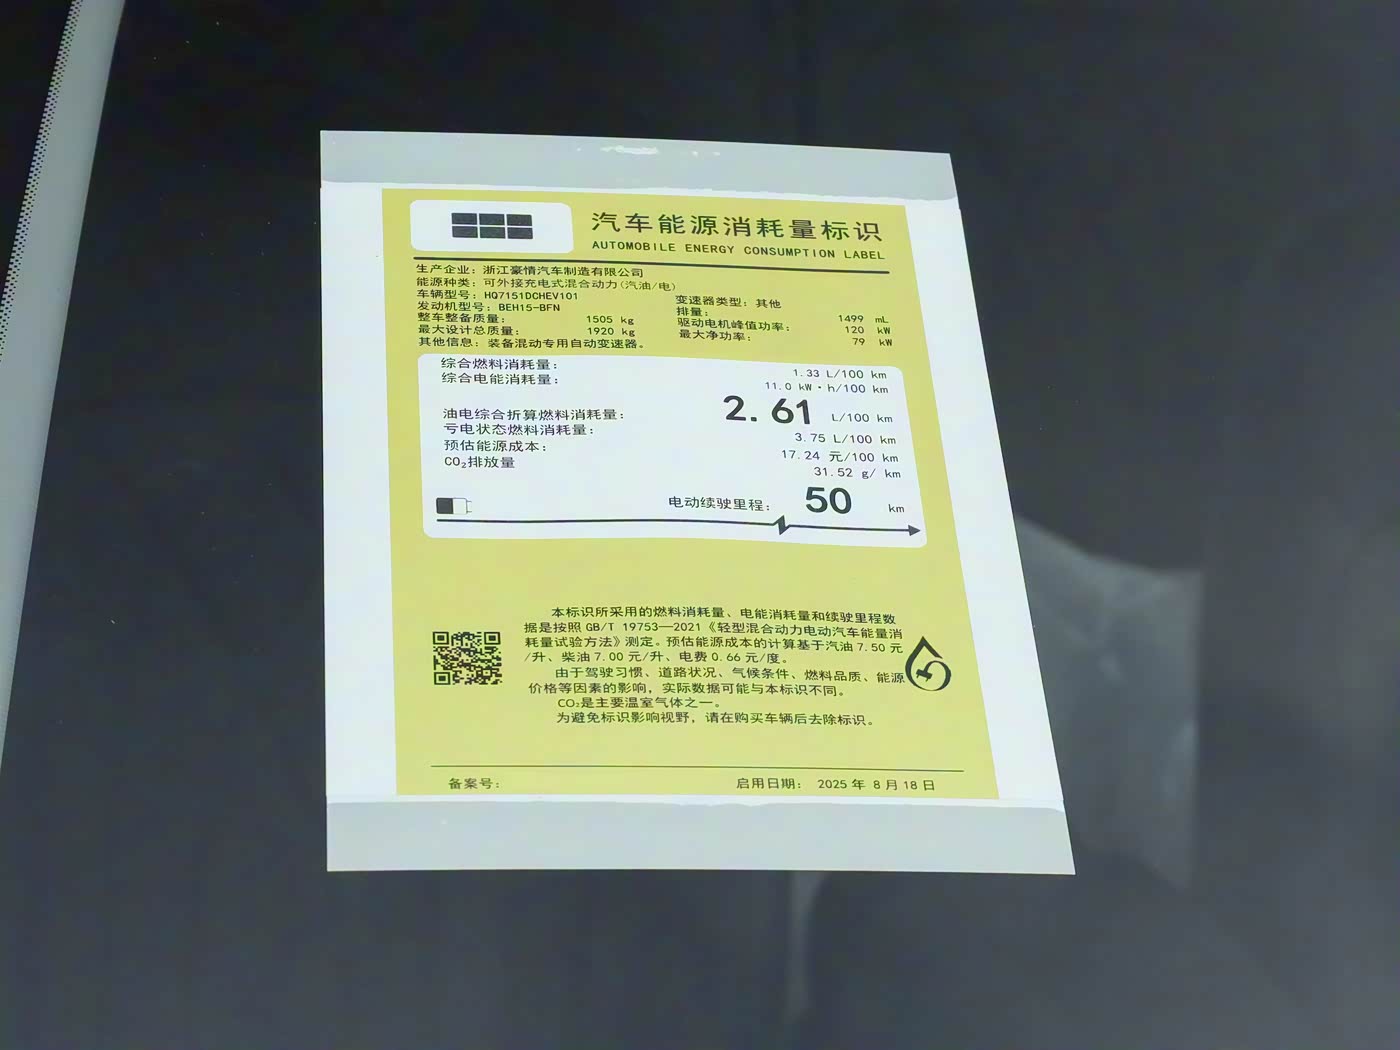 汽车能源消耗量标识
AUTOMOBILE ENERGY CONSUMPTION LABEL
生产企业：浙江豪情汽车制造有限公司
能源种类：可外接充电式混合动力(汽油/电)
车辆型号：HQ7151DCHEV101 变速器类型：其他
发动机型号：BEH15-BFN 排量： 1499 mL
整车整备质量： 1505 kg 驱动电机峰值功率： 120 kW
最大设计总质量： 1920 kg 最大净功率： 79 kW
其他信息：装备混动专用自动变速器。
综合燃料消耗量： 1.33 L/100 km
综合电能消耗量： 11.0 kW·h/100 km
油电综合折算燃料消耗量： 2.61 L/100 km
亏电状态燃料消耗量： 3.75 L/100 km
预估能源成本： 17.24 元/100 km
CO₂排放量 31.52 g/ km
电动续驶里程： 50 km
本标识所采用的燃料消耗量、电能消耗量和续驶里程数
据是按照 GB/T 19753—2021《轻型混合动力电动汽车能量消
耗量试验方法》测定。预估能源成本的计算基于汽油 7.50 元
/升、柴油 7.00 元/升、电费 0.66 元/度。
由于驾驶习惯、道路状况、气候条件、燃料品质、能源
价格等因素的影响，实际数据可能与本标识不同。
CO₂是主要温室气体之一。
为避免标识影响视野，请在购买车辆后去除标识。
备案号： 启用日期： 2025 年 8 月 18 日